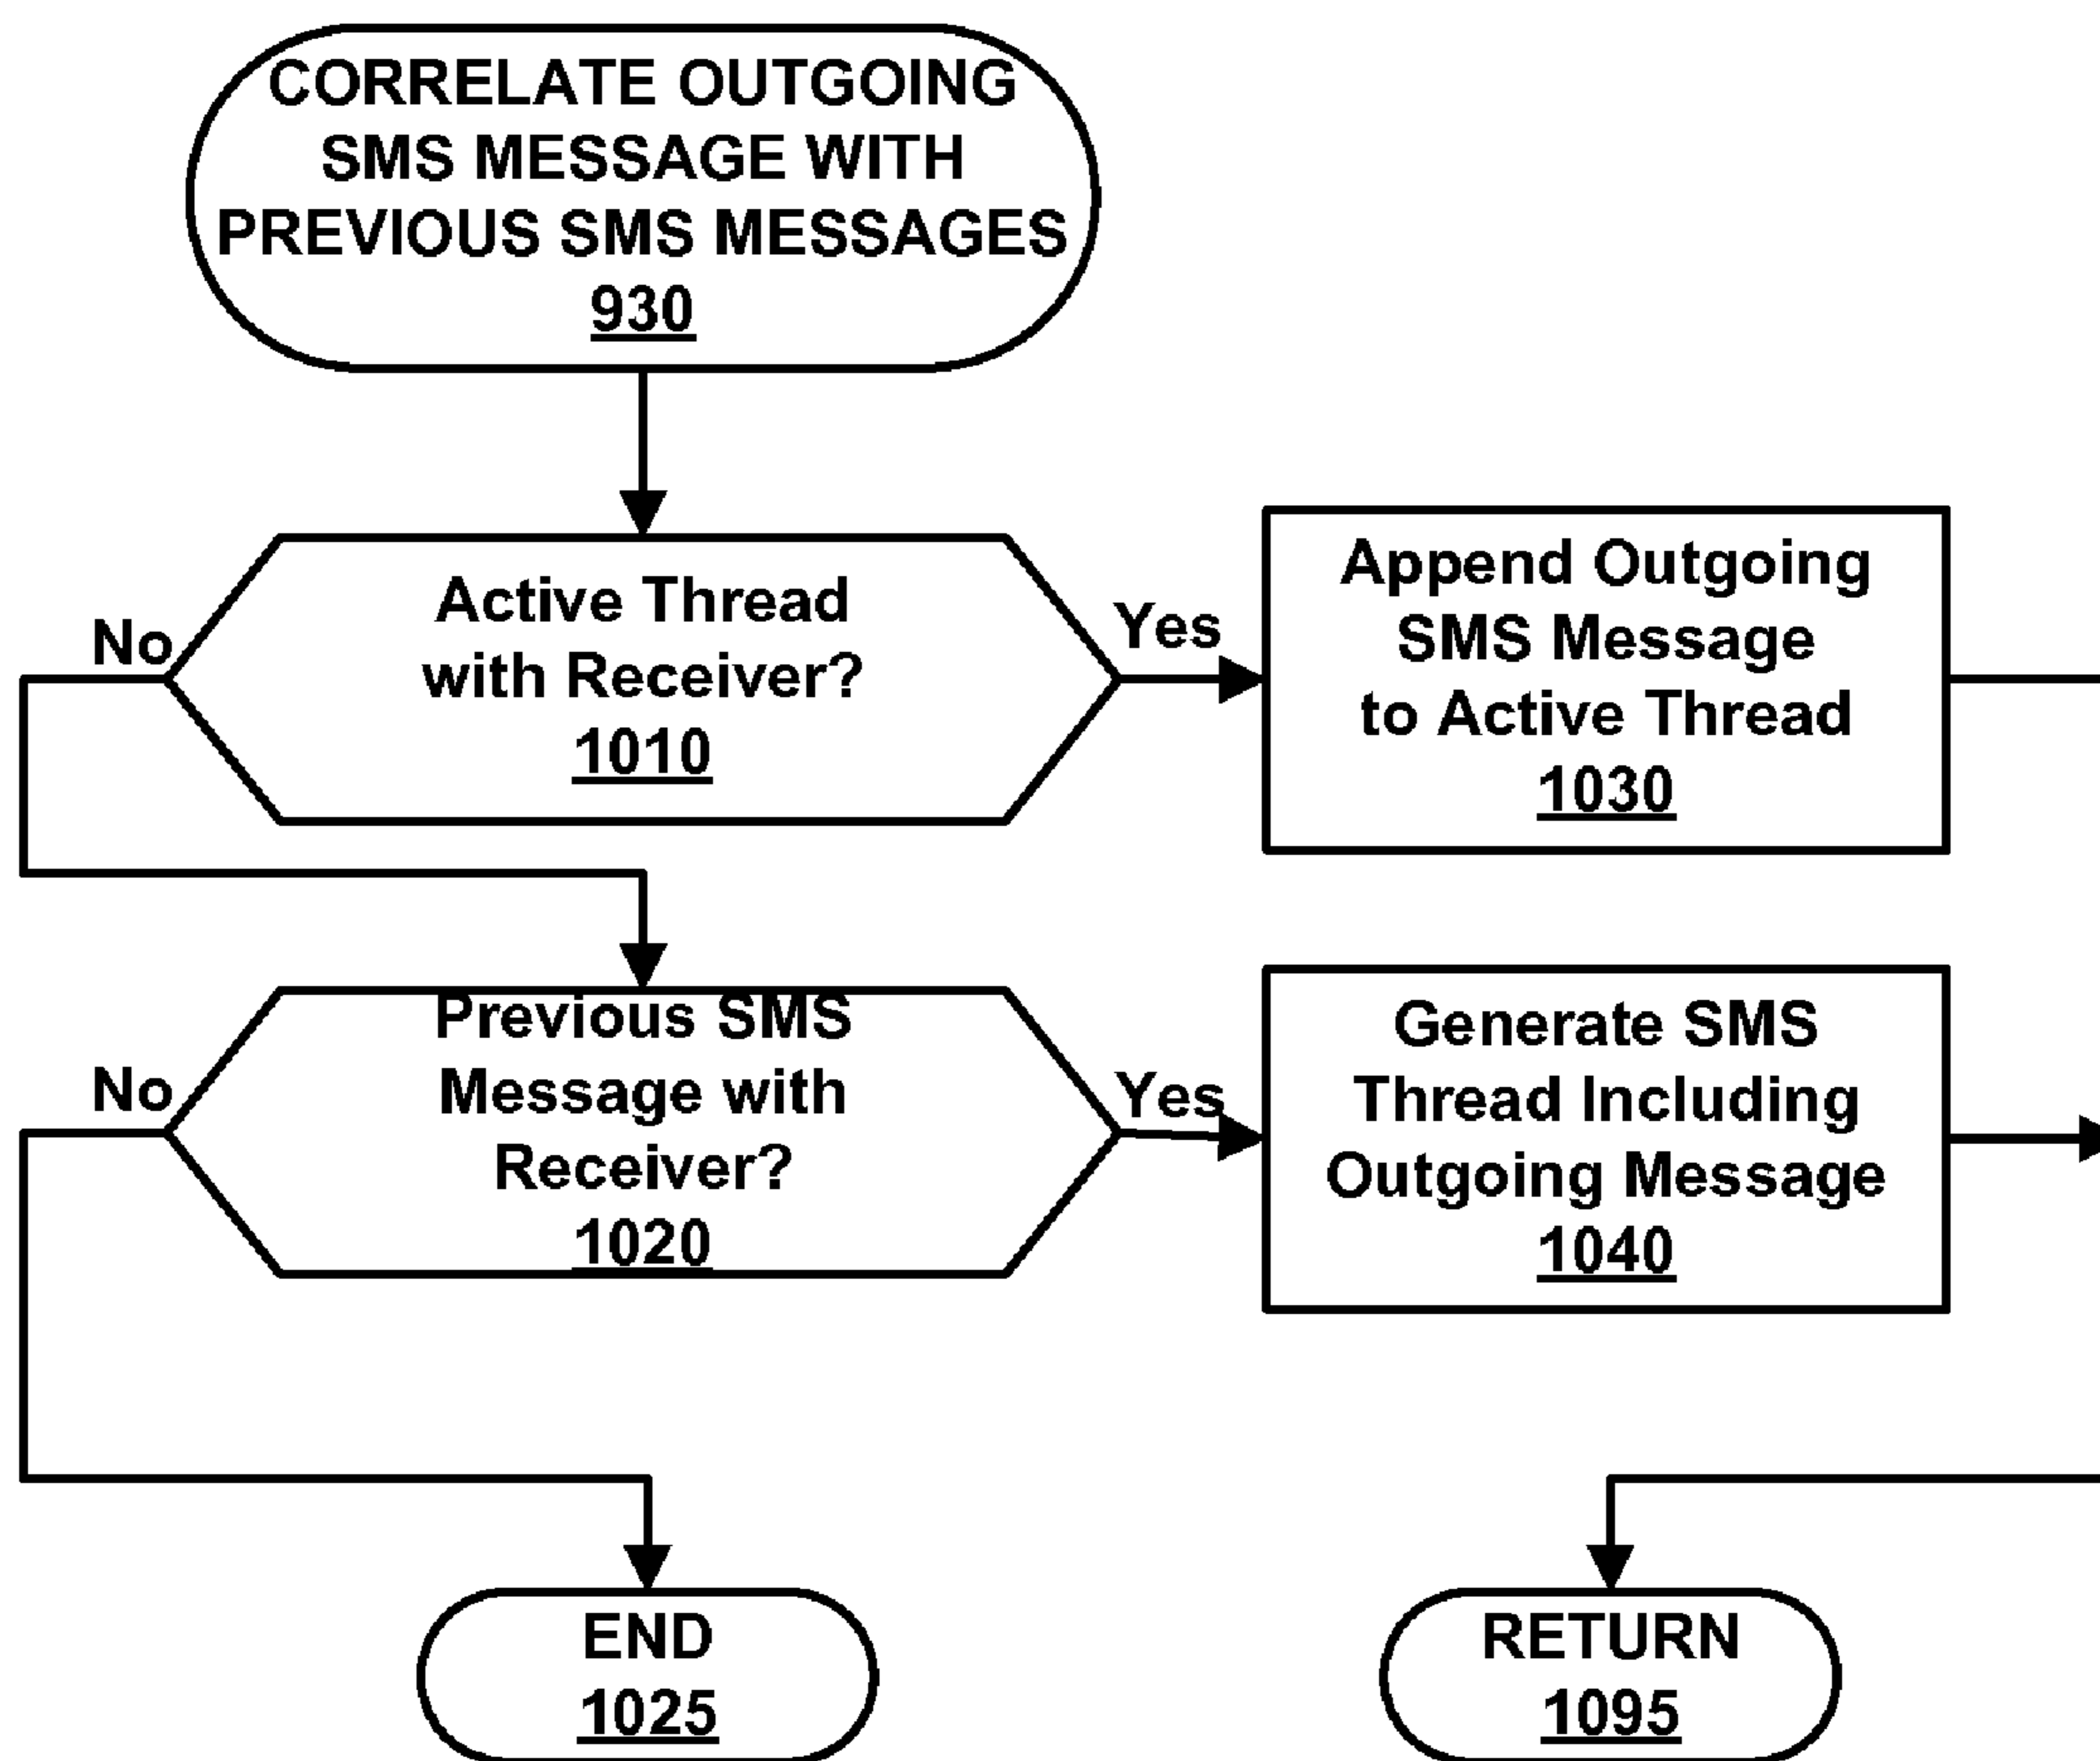 CORRELATE OUTGOING
SMS MESSAGE WITH
PREVIOUS SMS MESSAGES
930
Active Thread
with Receiver?
1010
No
Yes
Append Outgoing
SMS Message
to Active Thread
1030
Previous SMS
Message with
Receiver?
1020
No
Yes
Generate SMS
Thread Including
Outgoing Message
1040
END
1025
RETURN
1095